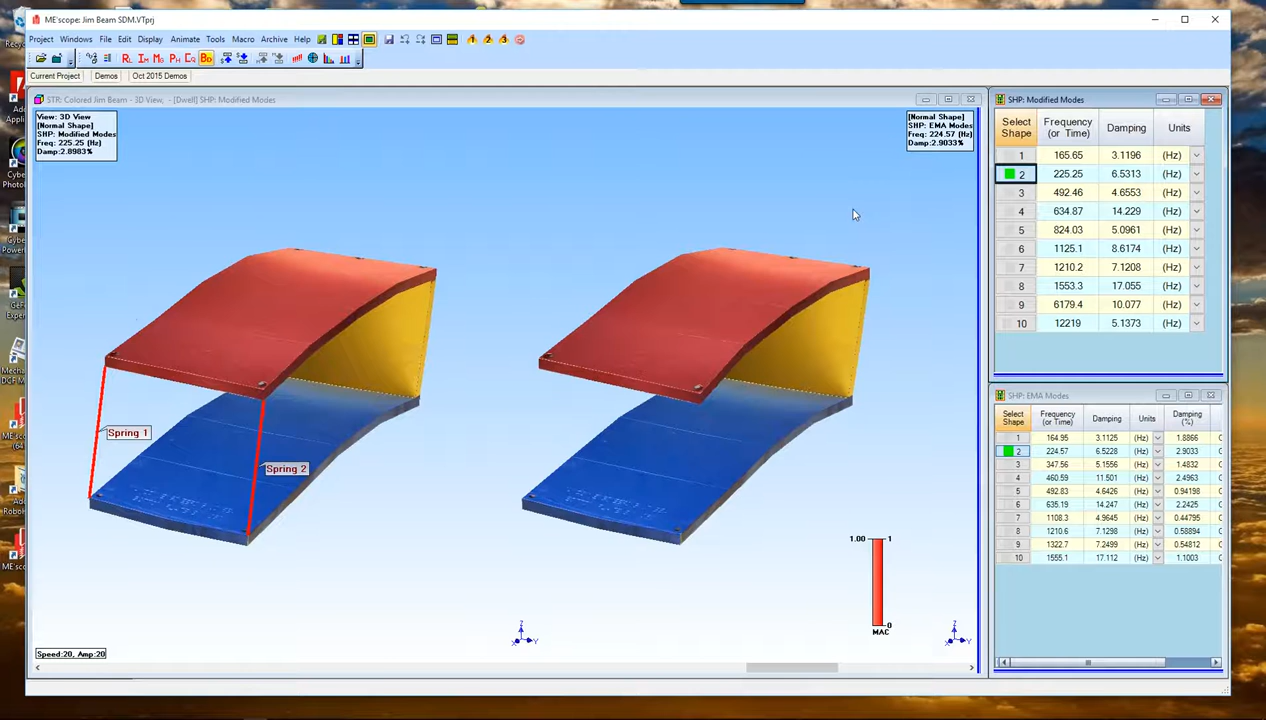 ME'scope: Jim Beam SDM.VTprj
Project Windows File Edit Display Animate Tools Macro Archive Help
Current Project Demos Oct 2015 Demos
STR: Colored Jim Beam - 3D View, - [Dwell] SHP: Modified Modes
View: 3D View
[Normal Shape]
SHP: Modified Modes
Freq: 225.25 (Hz)
Damp:2.8983%
[Normal Shape]
SHP: EMA Modes
Freq: 224.57 (Hz)
Damp:2.9033%
Spring 1
Spring 2
1.00 1
0
MAC
Z
X Y
Z
X Y
Speed:20, Amp:20
SHP: Modified Modes
Select Shape Frequency (or Time) Damping Units
1 165.65 3.1196 (Hz)
2 225.25 6.5313 (Hz)
3 492.46 4.6553 (Hz)
4 634.87 14.229 (Hz)
5 824.03 5.0961 (Hz)
6 1125.1 8.6174 (Hz)
7 1210.2 7.1208 (Hz)
8 1553.3 17.055 (Hz)
9 6179.4 10.077 (Hz)
10 12219 5.1373 (Hz)
SHP: EMA Modes
Select Shape Frequency (or Time) Damping Units Damping (%)
1 164.95 3.1125 (Hz) 1.8866
2 224.57 6.5228 (Hz) 2.9033
3 347.56 5.1556 (Hz) 1.4832
4 460.59 11.501 (Hz) 2.4963
5 492.83 4.6426 (Hz) 0.94198
6 635.19 14.247 (Hz) 2.2425
7 1108.3 4.9645 (Hz) 0.44795
8 1210.6 7.1298 (Hz) 0.58894
9 1322.7 7.2499 (Hz) 0.54812
10 1555.1 17.112 (Hz) 1.1003